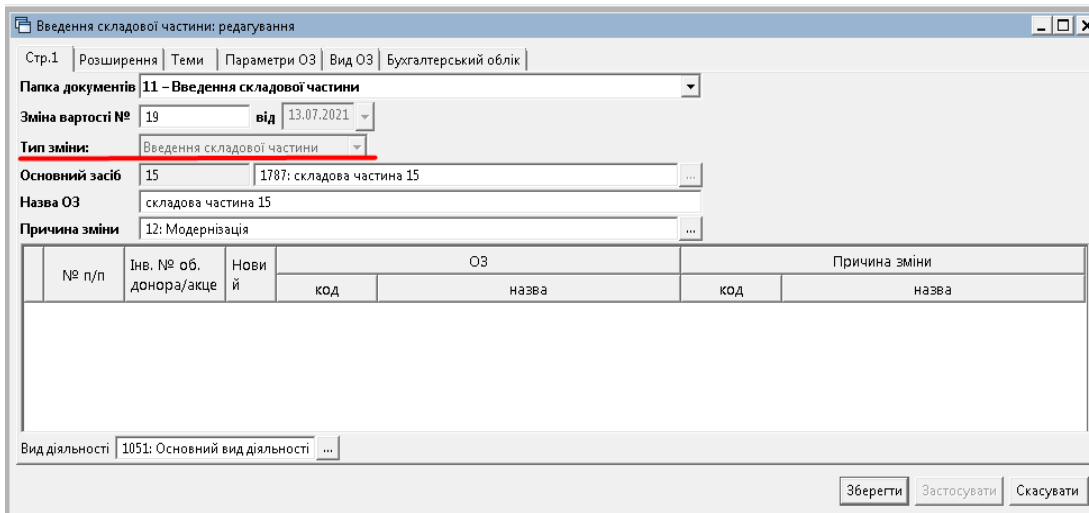 Введення складової частини: редагування
Стр.1 Розширення Теми Параметри ОЗ Вид ОЗ Бухгалтерський облік
Папка документів 11 – Введення складової частини
Зміна вартості № 19 від 13.07.2021
Тип зміни: Введення складової частини
Основний засіб 15 1787: складова частина 15 ...
Назва ОЗ складова частина 15
Причина зміни 12: Модернізація ...
№ п/п Інв. № об. Нови ОЗ Причина зміни
донора/акце й код назва код назва
Вид діяльності 1051: Основний вид діяльності ...
Зберегти Застосувати Скасувати